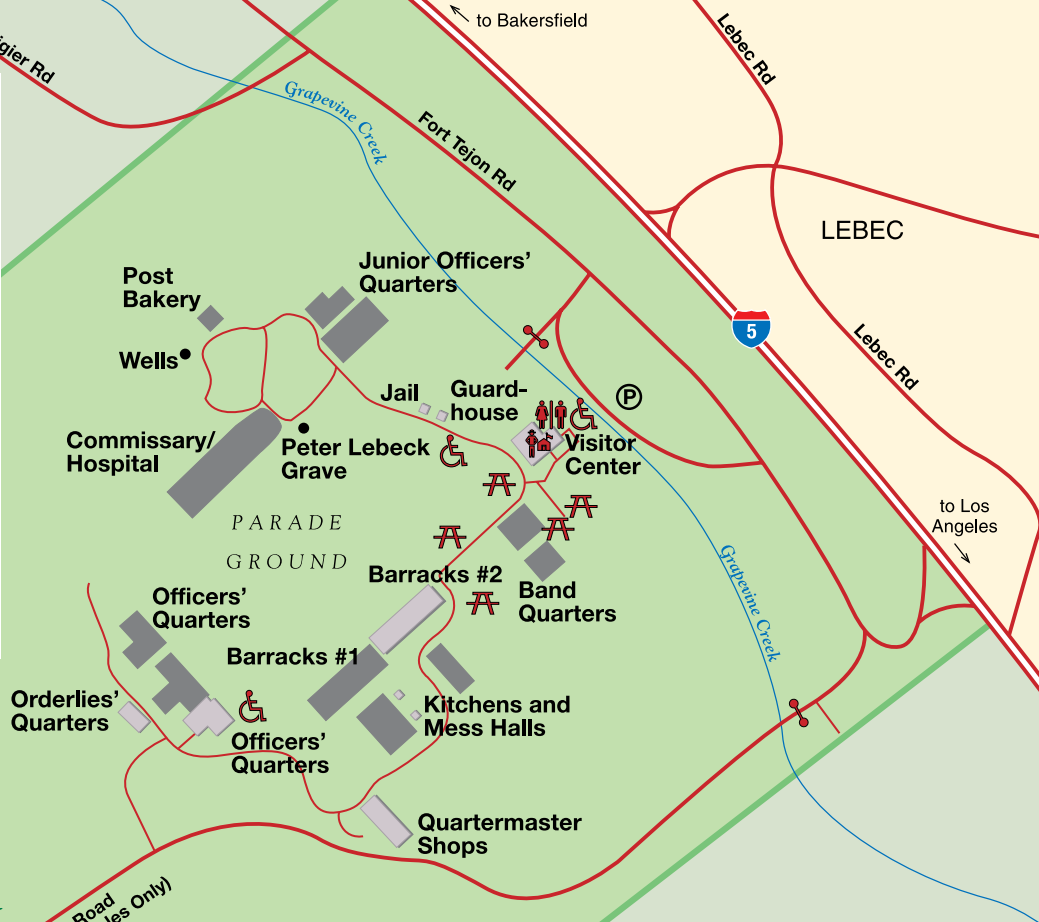 to Bakersfield
Lebec Rd
Grapevine Creek
Fort Tejon Rd
LEBEC
Junior Officers’
Quarters
Post
Bakery
5
Wells
Lebec Rd
Jail
Guard-
house
P
Commissary/
Hospital
Peter Lebeck
Grave
Visitor
Center
to Los
Angeles
PARADE
GROUND
Barracks #2
Band
Quarters
Grapevine Creek
Officers’
Quarters
Barracks #1
Orderlies’
Quarters
Kitchens and
Mess Halls
Officers’
Quarters
Quartermaster
Shops
Rd
Road
Only)